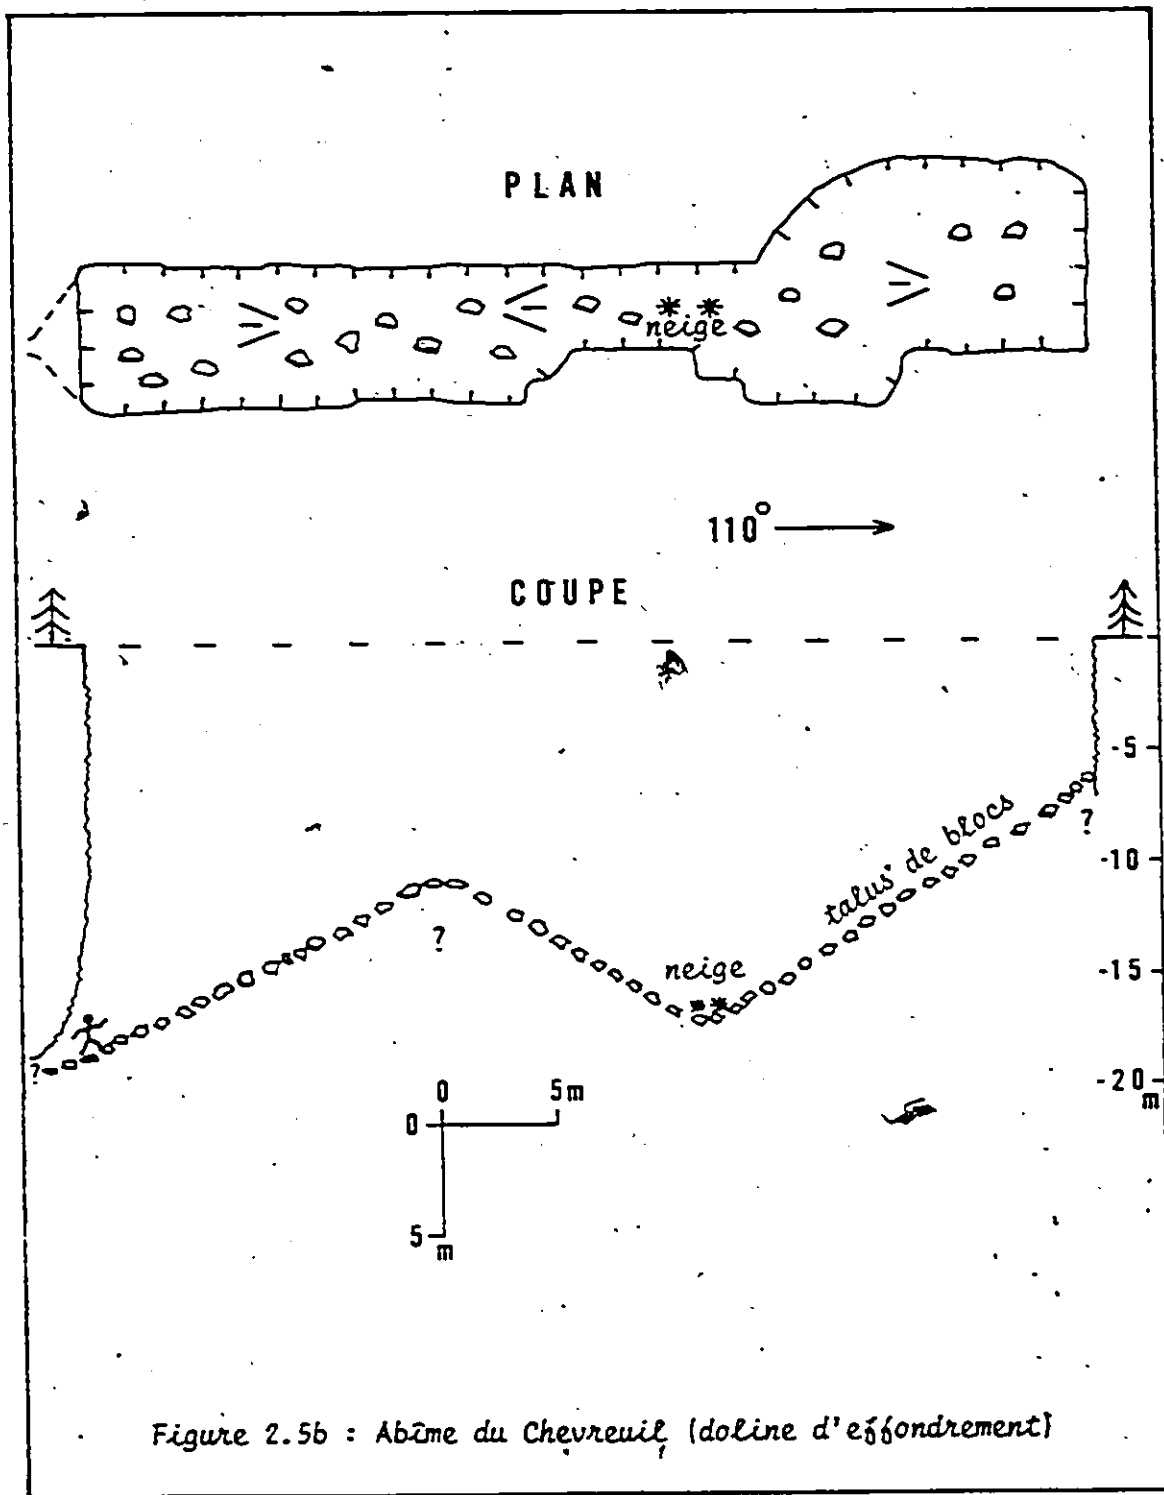 PLAN
neige
110°
COUPE
-5
talus de blocs
?
-10
?
neige
-15
?
-20
m
0 5m
0
5
m
Figure 2.5b : Abîme du Chevreuil (doline d'effondrement)